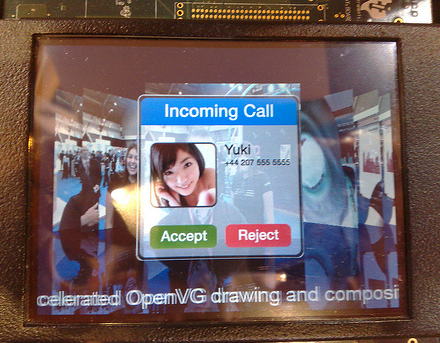 Incoming Call
Yuki
+44 207 555 5555
Accept
Reject
celerated OpenVG drawing and composi